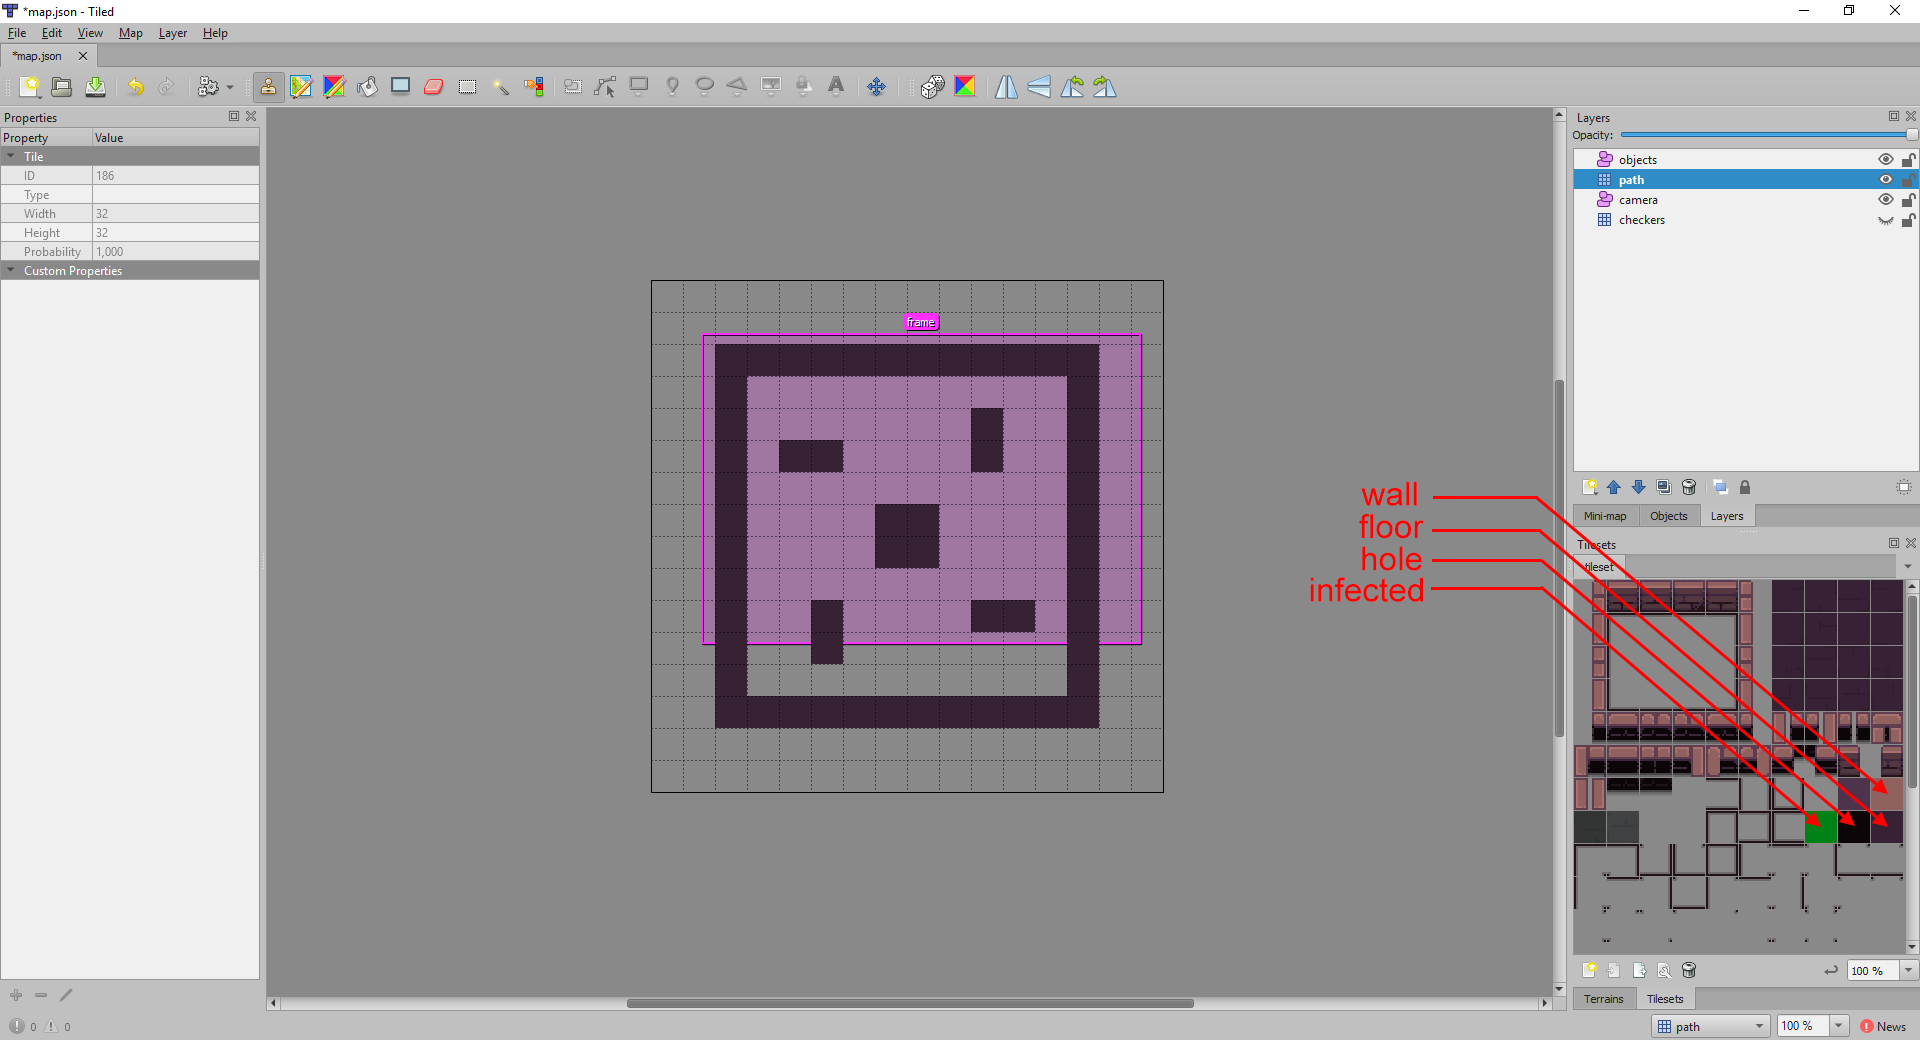 *map.json - Tiled
File Edit View Map Layer Help
*map.json
Properties
Property Value
Tile
ID 186
Type
Width 32
Height 32
Probability 1,000
Custom Properties
0 0
frame
wall
floor
hole
infected
Layers
Opacity:
objects
path
camera
checkers
Mini-map Objects Layers
Tilesets
tileset
100 %
Terrains Tilesets
path 100 % News